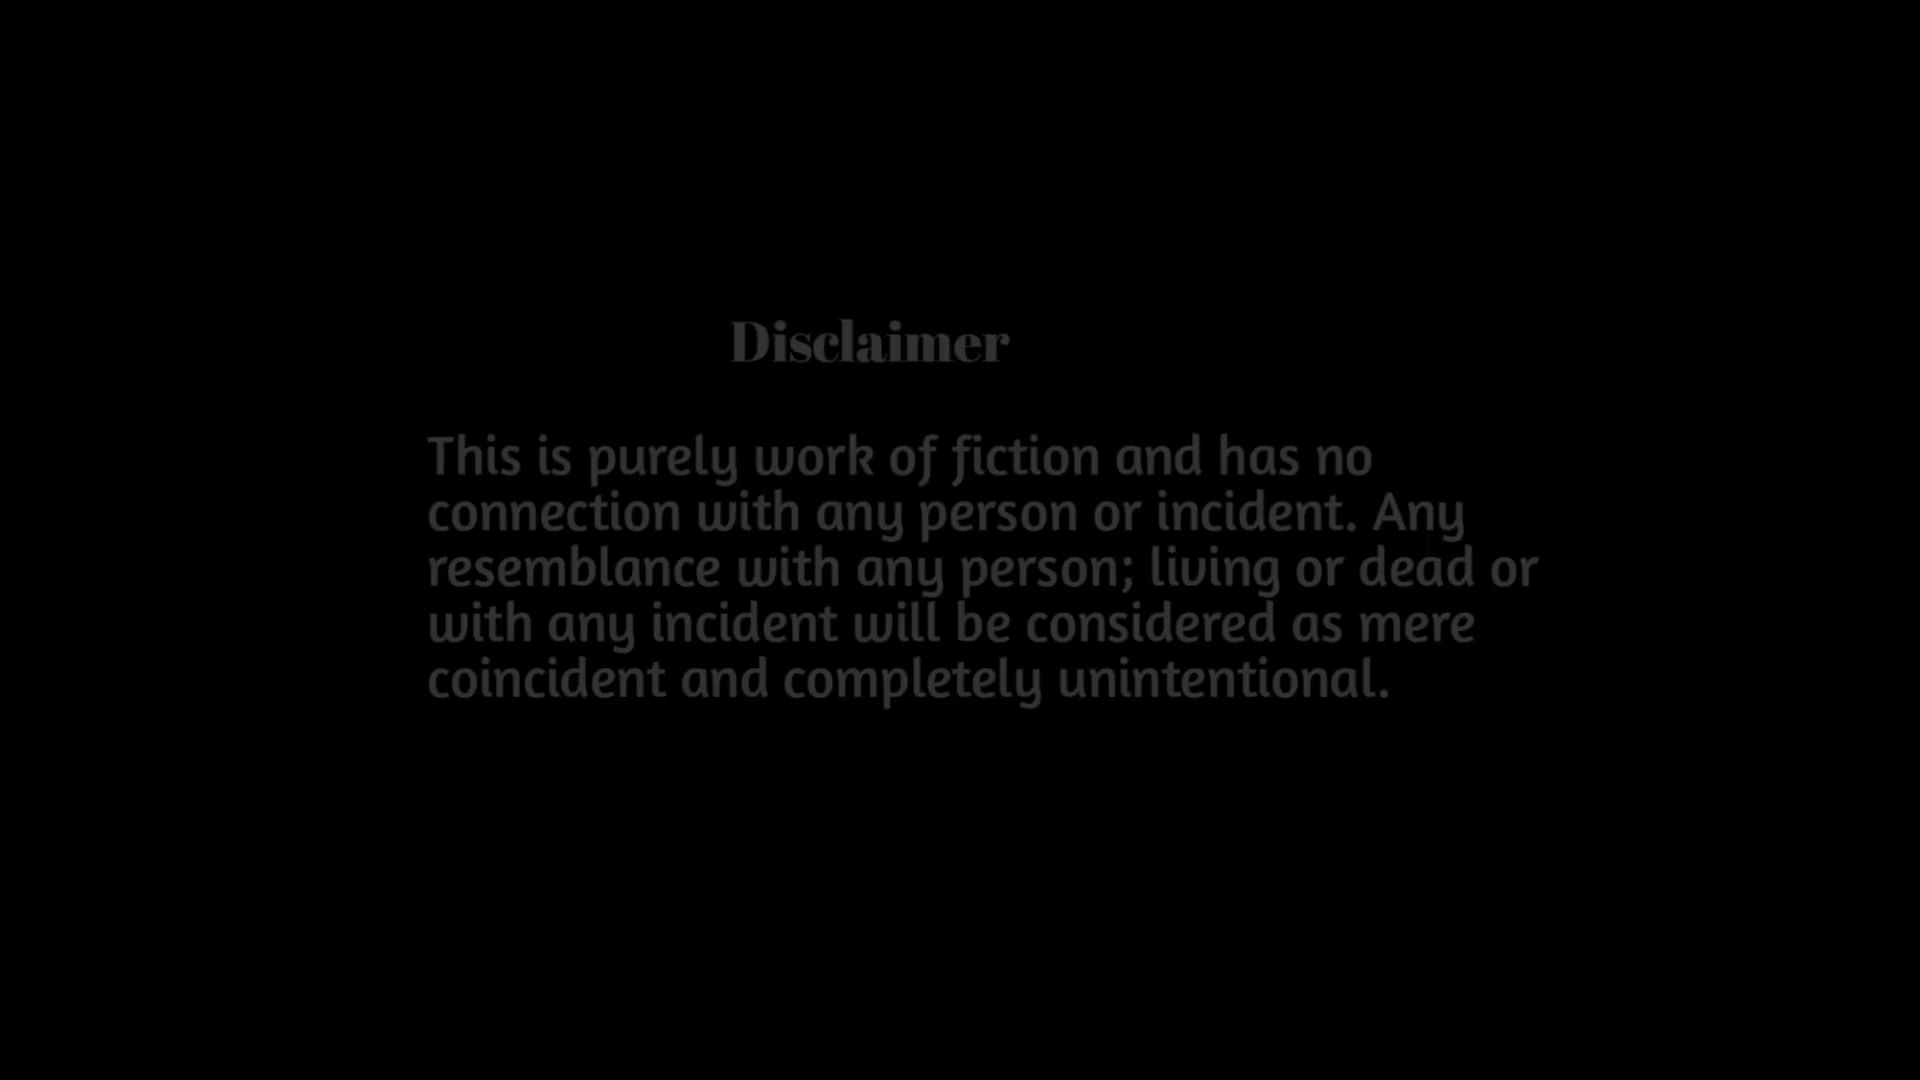 Disclaimer
This is purely work of fiction and has no
connection with any person or incident. Any
resemblance with any person; living or dead or
with any incident will be considered as mere
coincident and completely unintentional.